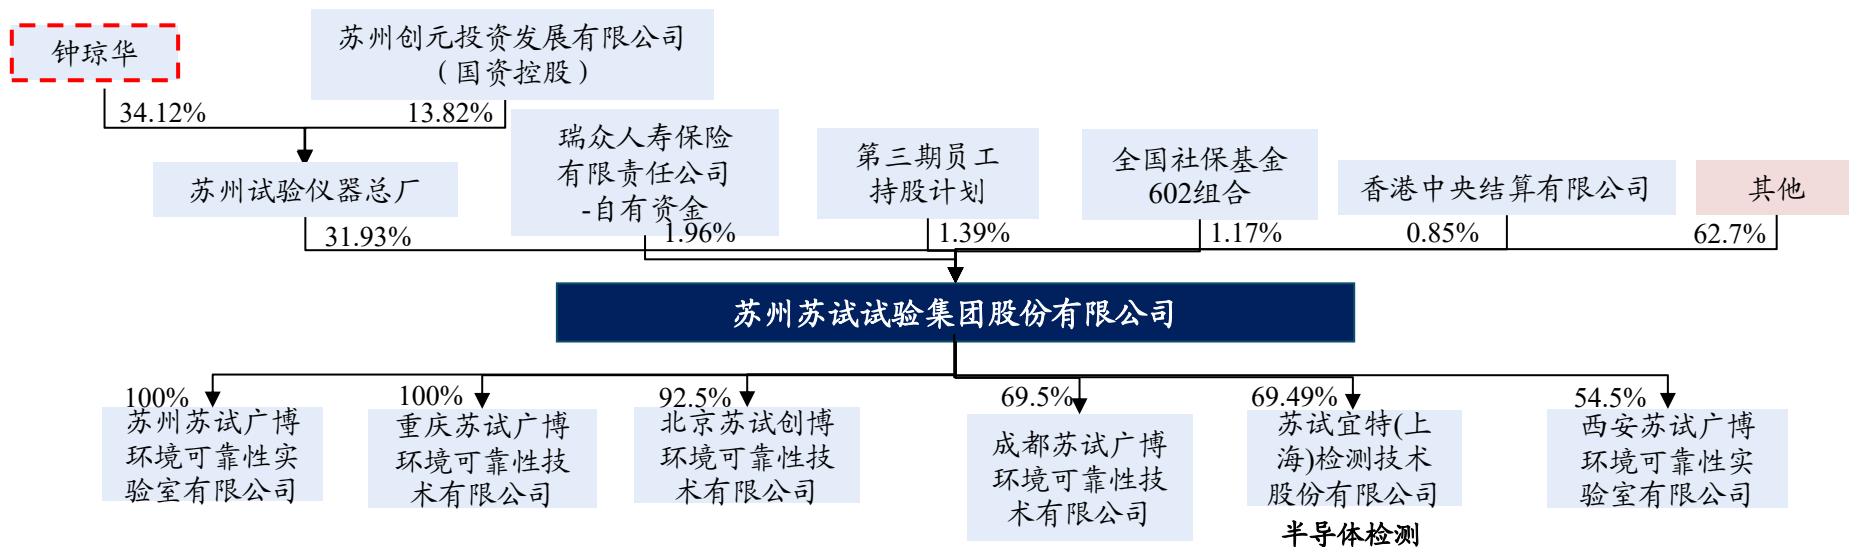 钟琼华
苏州创元投资发展有限公司
（国资控股）
34.12%
13.82%
苏州试验仪器总厂
瑞众人寿保险
有限责任公司
-自有资金
第三期员工
持股计划
全国社保基金
602组合
香港中央结算有限公司
其他
31.93%
1.96%
1.39%
1.17%
0.85%
62.7%
苏州苏试试验集团股份有限公司
100%
100%
92.5%
69.5%
69.49%
54.5%
苏州苏试广博
环境可靠性实
验室有限公司
重庆苏试广博
环境可靠性技
术有限公司
北京苏试创博
环境可靠性技
术有限公司
成都苏试广博
环境可靠性技
术有限公司
苏试宜特(上
海)检测技术
股份有限公司
西安苏试广博
环境可靠性实
验室有限公司
半导体检测